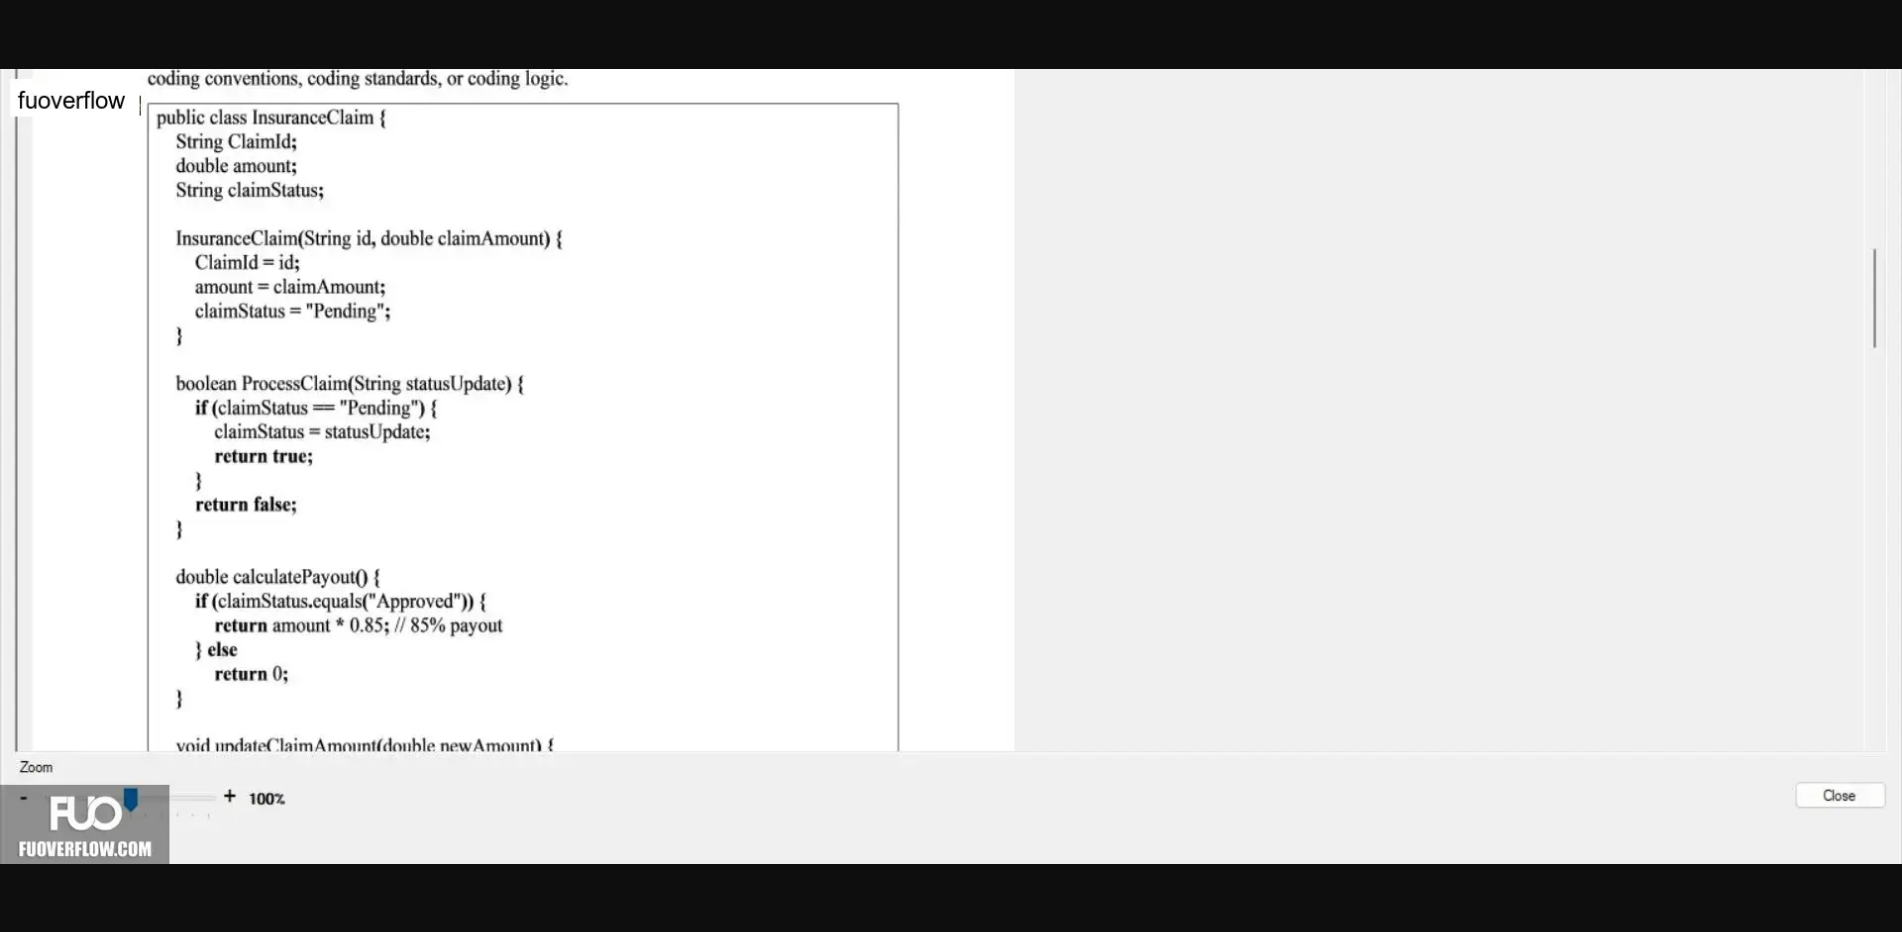 coding conventions, coding standards, or coding logic.
fuoverflow
public class InsuranceClaim {
String ClaimId;
double amount;
String claimStatus;
InsuranceClaim(String id, double claimAmount) {
ClaimId = id;
amount = claimAmount;
claimStatus = "Pending";
}
boolean ProcessClaim(String statusUpdate) {
if (claimStatus == "Pending") {
claimStatus = statusUpdate;
return true;
}
return false;
}
double calculatePayout() {
if (claimStatus.equals("Approved")) {
return amount * 0.85; // 85% payout
} else
return 0;
}
void updateClaimAmount(double newAmount) {
Zoom
- + 100%
Close
FUO
FUOVERFLOW.COM